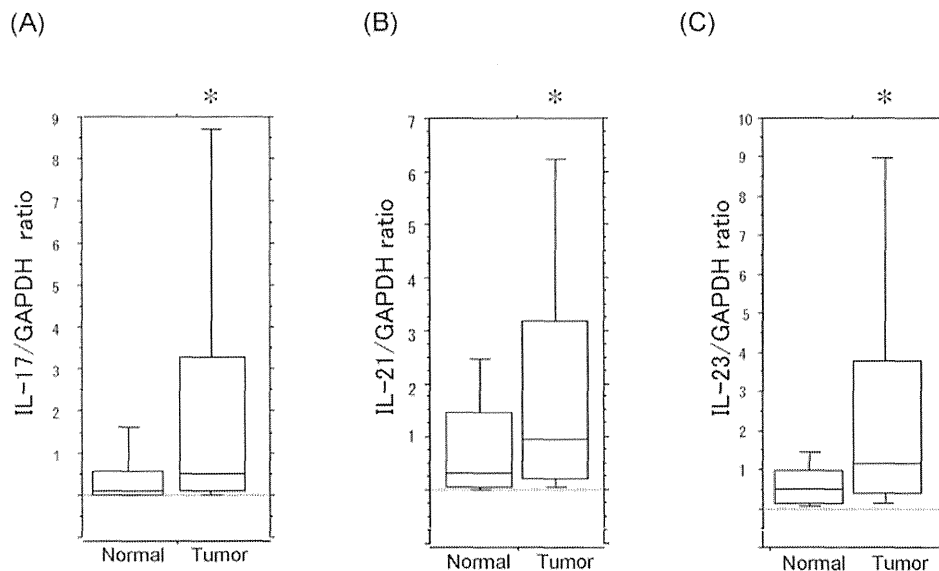 (A)
(B)
(C)
*
*
*
IL-17/GAPDH ratio
9
8
7
6
5
4
3
2
1
Normal
Tumor
IL-21/GAPDH ratio
7
6
5
4
3
2
1
Normal
Tumor
IL-23/GAPDH ratio
10
9
8
7
6
5
4
3
2
1
Normal
Tumor